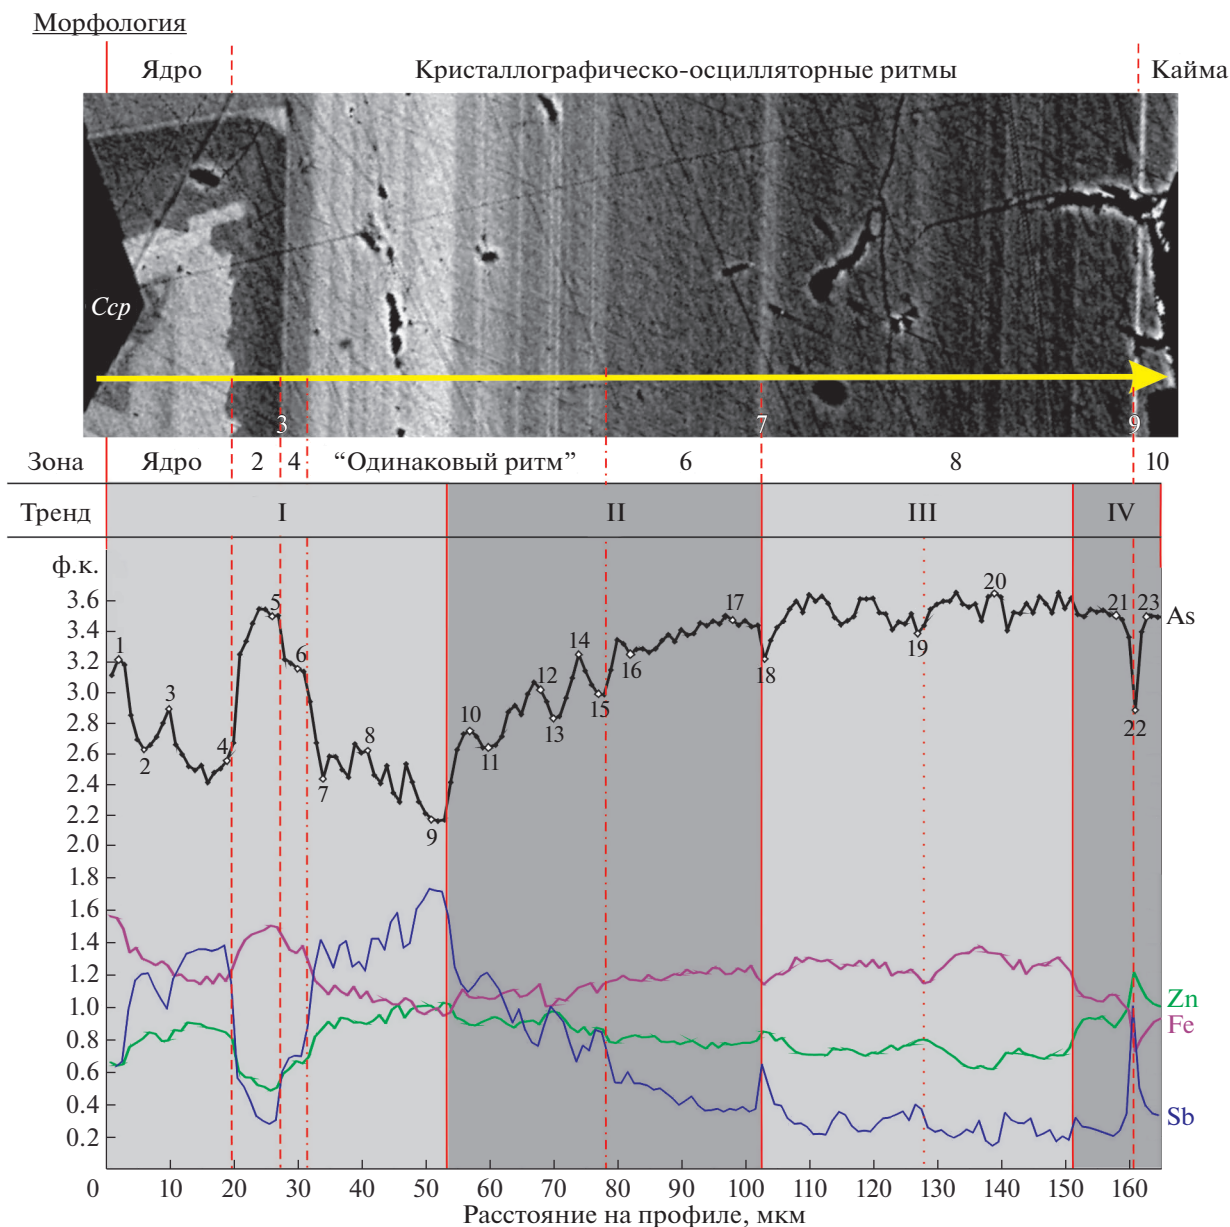 Морфология
Ядро Кристаллографическо-осцилляторные ритмы Кайма
Ccp
3 7 9
Зона Ядро 2 4 “Одинаковый ритм” 6 8 10
Тренд I II III IV
ф.к.
3.6
3.4
3.2
3.0
2.8
2.6
2.4
2.2
2.0
1.8
1.6
1.4
1.2
1.0
0.8
0.6
0.4
0.2
1 2 3 4 5 6 7 8 9 10 11 12 13 14 15 16 17 18 19 20 21 22 23
As
Zn
Fe
Sb
0 10 20 30 40 50 60 70 80 90 100 110 120 130 140 150 160
Расстояние на профиле, мкм